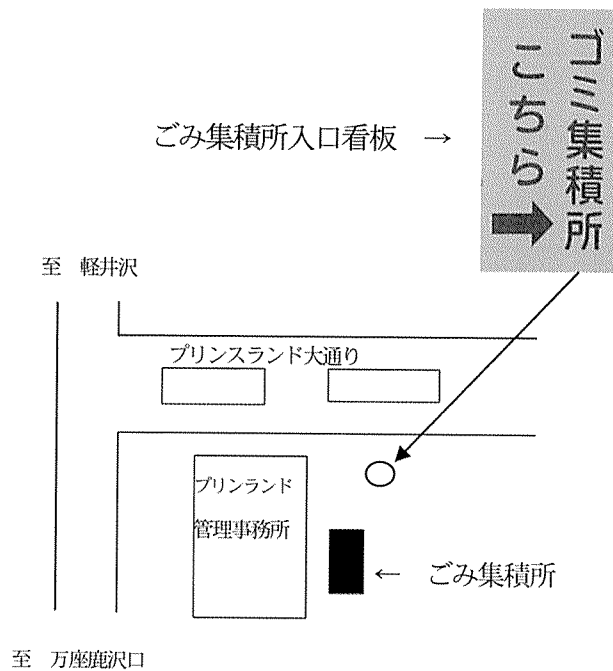 ゴミ集積所
こちら
ごみ集積所入口看板 →
至 軽井沢
プリンスランド大通り
プリンランド
管理事務所
← ごみ集積所
至 万座鹿沢口